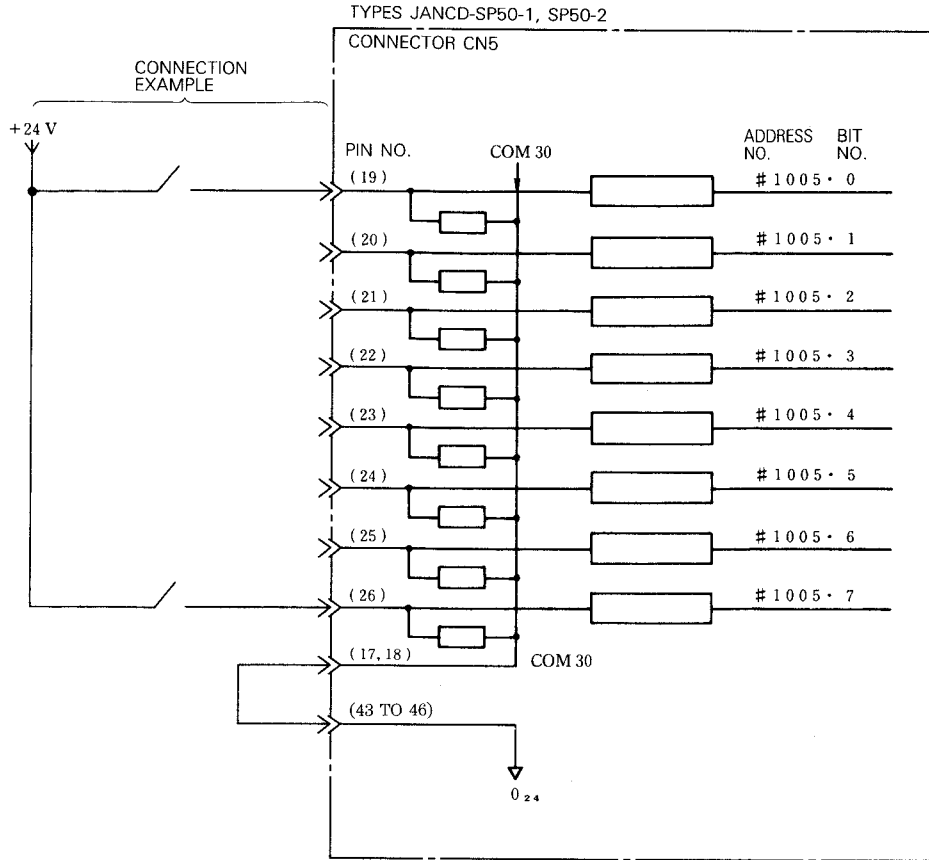 TYPES JANCD-SP50-1, SP50-2
CONNECTOR CN5
CONNECTION
EXAMPLE
+24 V
PIN NO.
COM 30
ADDRESS NO.
BIT NO.
(19)
#1005・0
(20)
#1005・1
(21)
#1005・2
(22)
#1005・3
(23)
#1005・4
(24)
#1005・5
(25)
#1005・6
(26)
#1005・7
(17, 18)
COM 30
(43 TO 46)
0₂₄